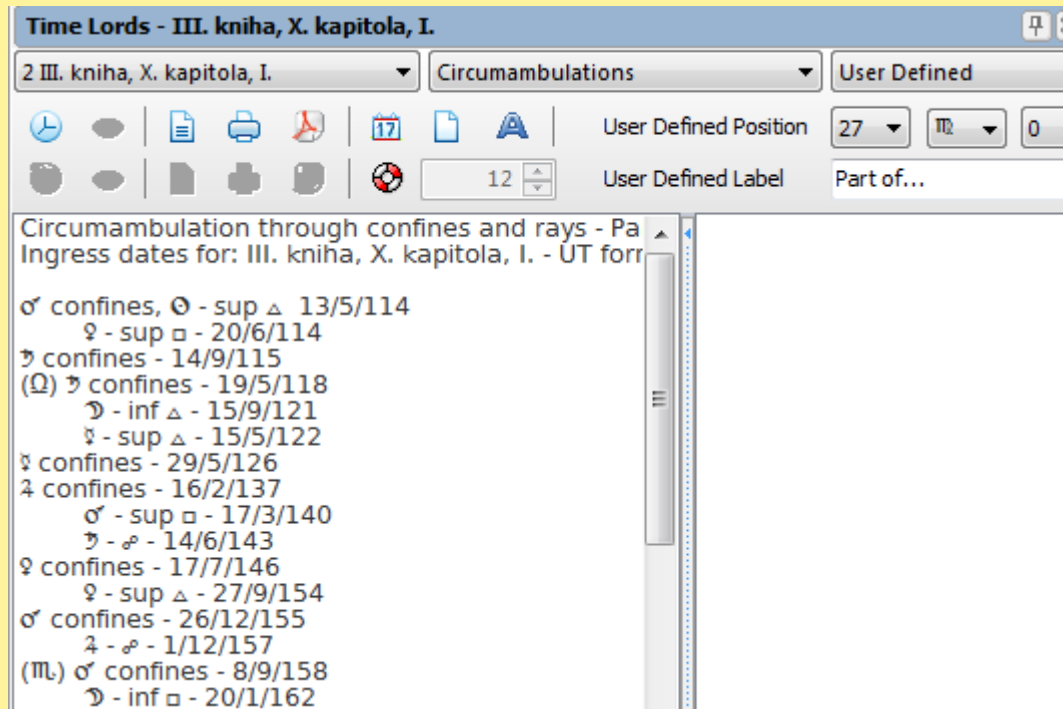 Time Lords - III. kniha, X. kapitola, I.
2 III. kniha, X. kapitola, I. Circumambulations User Defined
17 A User Defined Position 27 ♍ 0
12 User Defined Label Part of...
Circumambulation through confines and rays - Pa
Ingress dates for: III. kniha, X. kapitola, I. - UT
♂ confines, ☉ - sup △ 13/5/114
♀ - sup □ - 20/6/114
♄ confines - 14/9/115
(♎) ♄ confines - 19/5/118
☽ - inf △ - 15/9/121
☿ - sup △ - 15/5/122
☿ confines - 29/5/126
♃ confines - 16/2/137
♂ - sup □ - 17/3/140
♄ - ☍ - 14/6/143
♀ confines - 17/7/146
♀ - sup △ - 27/9/154
♂ confines - 26/12/155
♃ - ☍ - 1/12/157
(♏) ♂ confines - 8/9/158
☽ - inf □ - 20/1/162